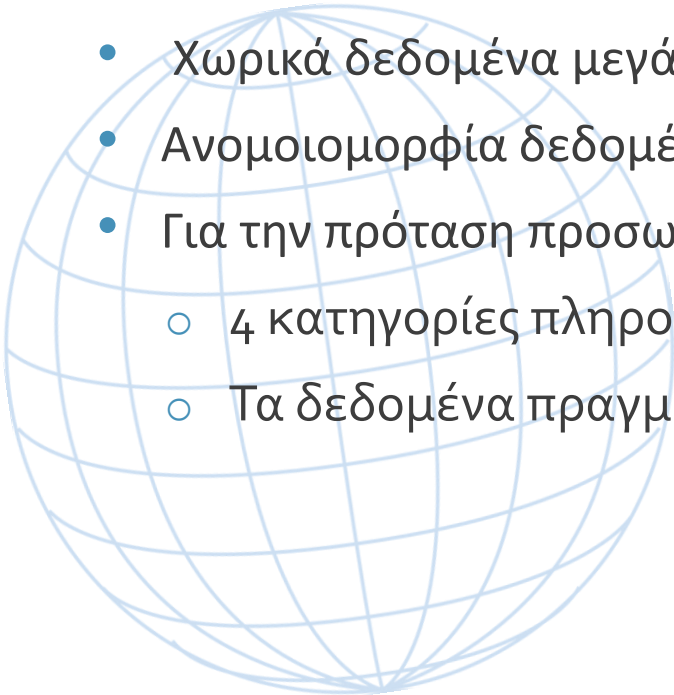 • Χωρικά δεδομένα μεγά
• Ανομοιομορφία δεδομέ
• Για την πρόταση προσω
○ 4 κατηγορίες πληρο
○ Τα δεδομένα πραγμ